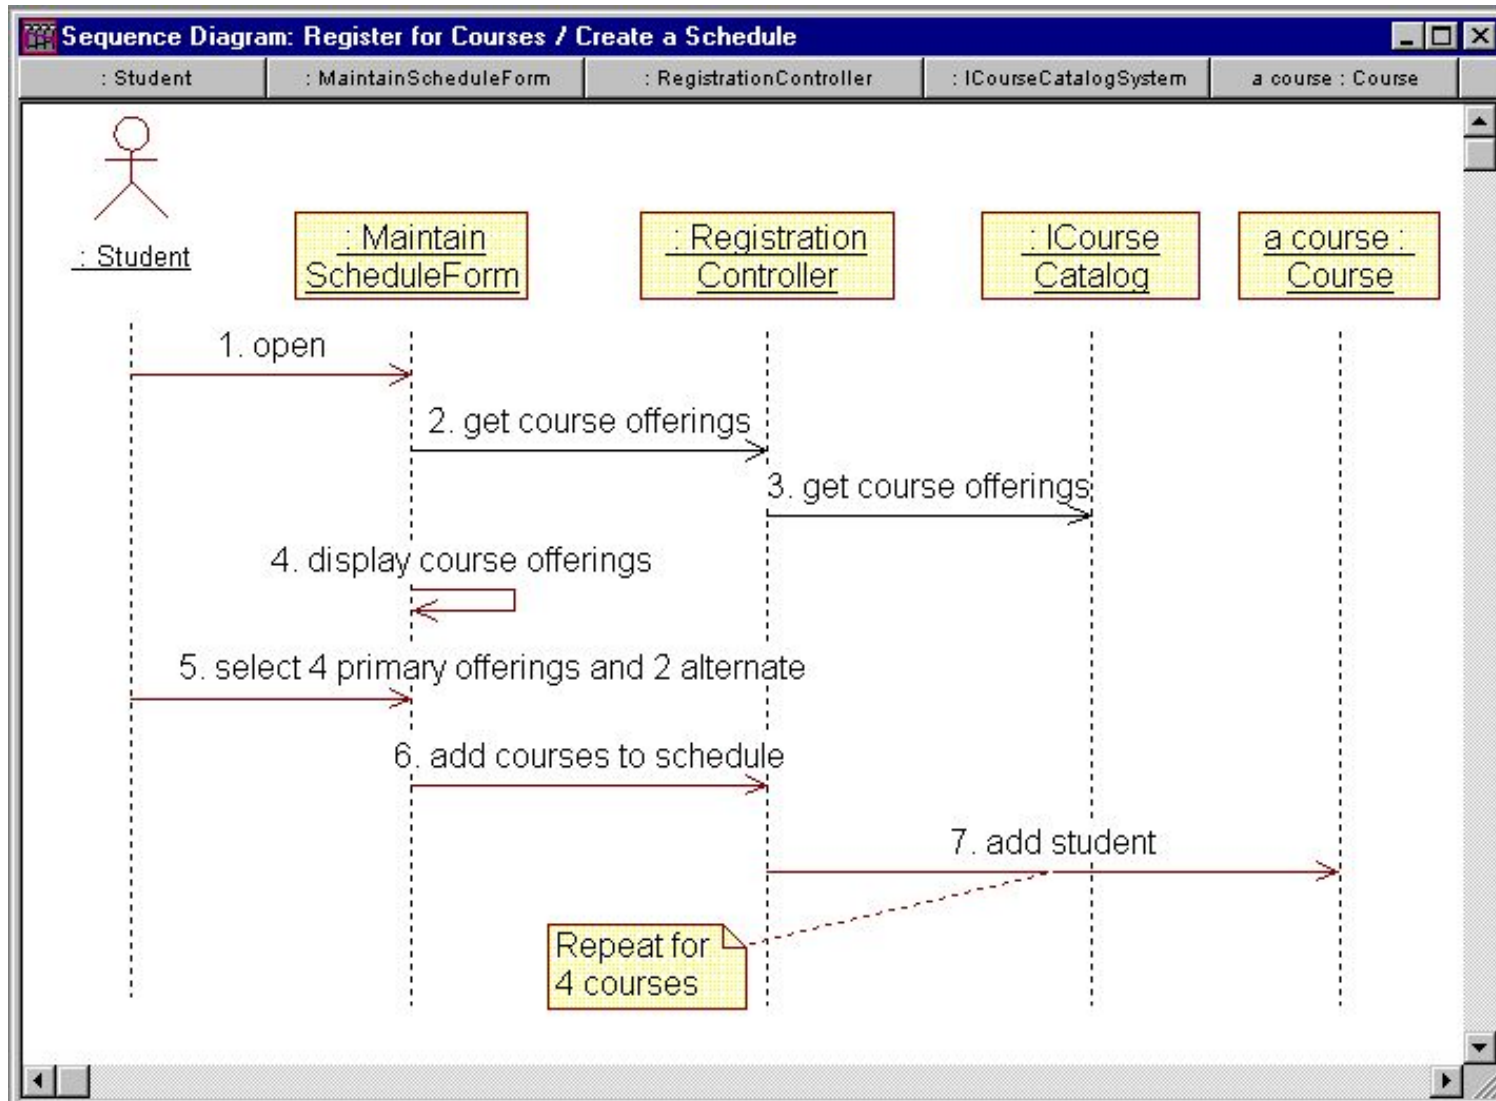 Sequence Diagram: Register for Courses / Create a Schedule
: Student
: MaintainScheduleForm
: RegistrationController
: ICourseCatalogSystem
a course : Course
: Student
: Maintain
ScheduleForm
: Registration
Controller
: ICourse
Catalog
a course :
Course
1. open
2. get course offerings
3. get course offerings
4. display course offerings
5. select 4 primary offerings and 2 alternate
6. add courses to schedule
7. add student
Repeat for
4 courses